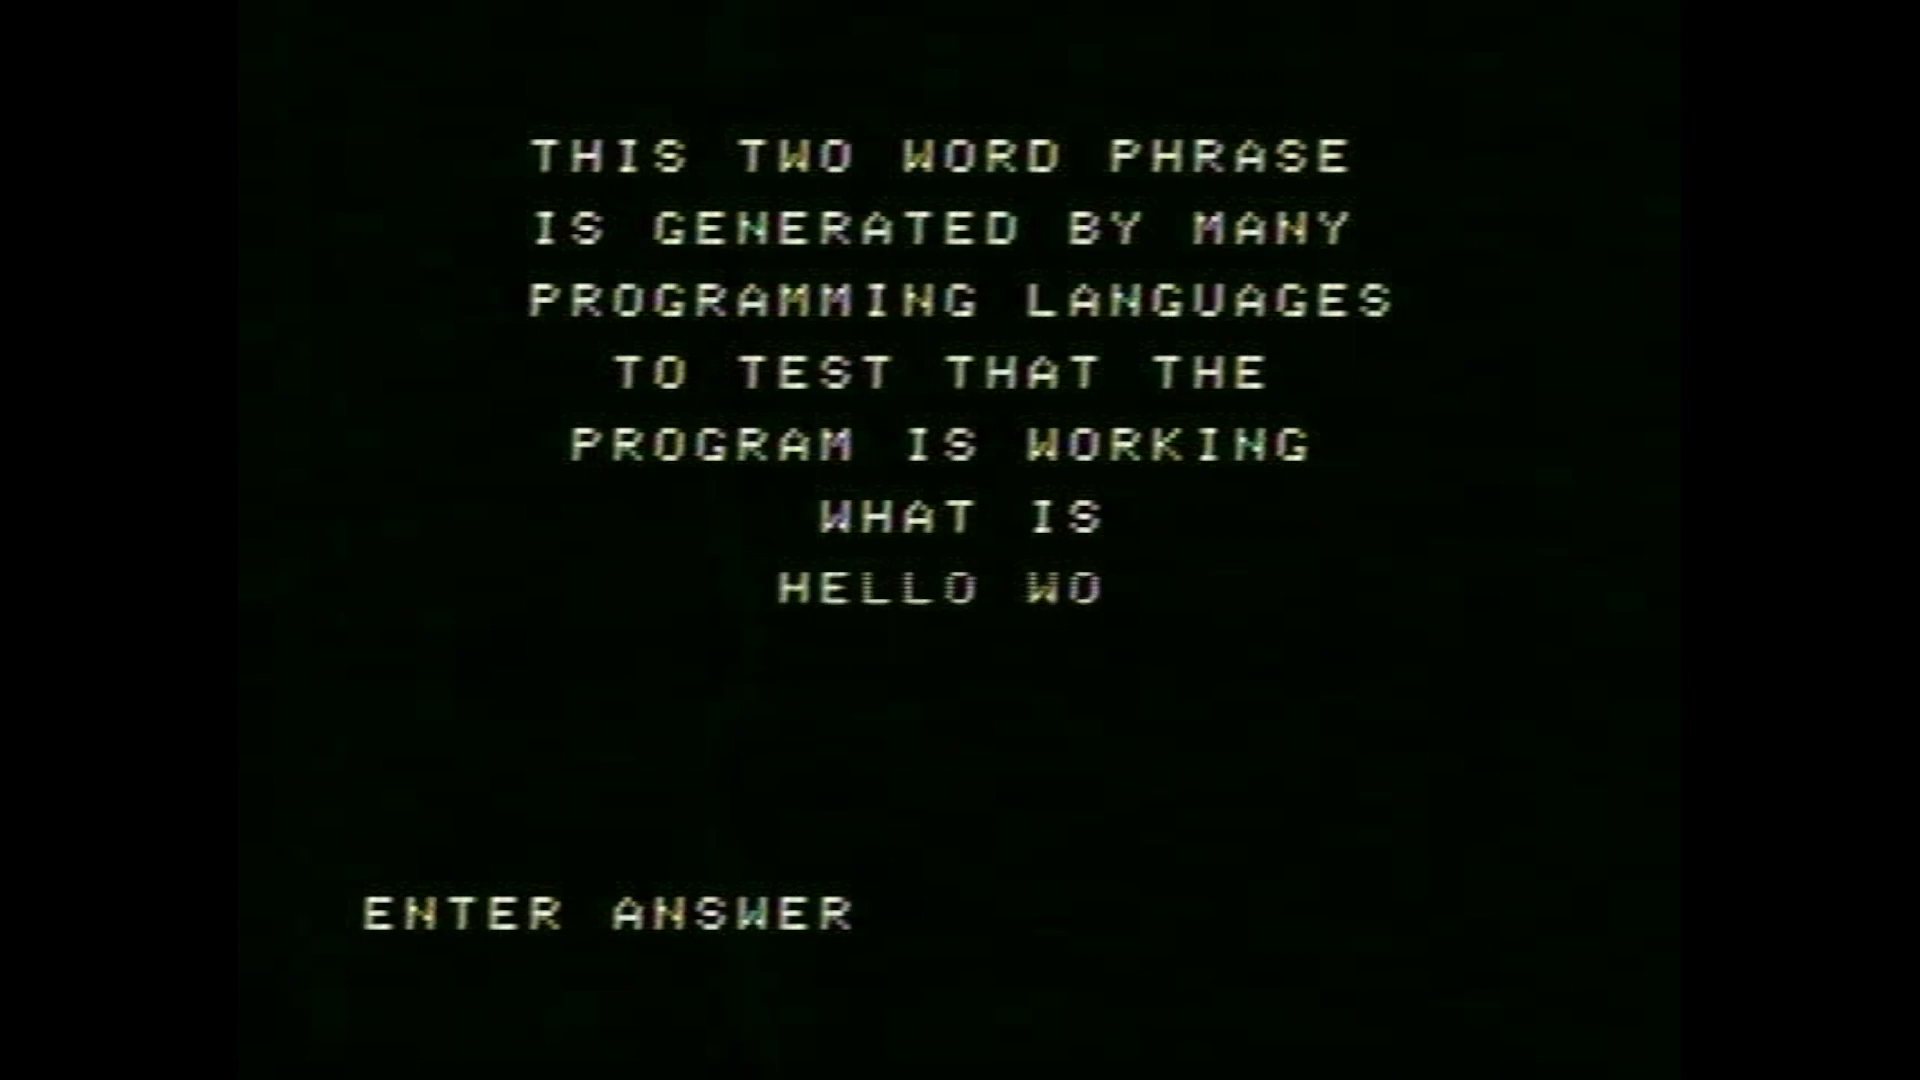 THIS TWO WORD PHRASE
IS GENERATED BY MANY
PROGRAMMING LANGUAGES
TO TEST THAT THE
PROGRAM IS WORKING
WHAT IS
HELLO WO
ENTER ANSWER